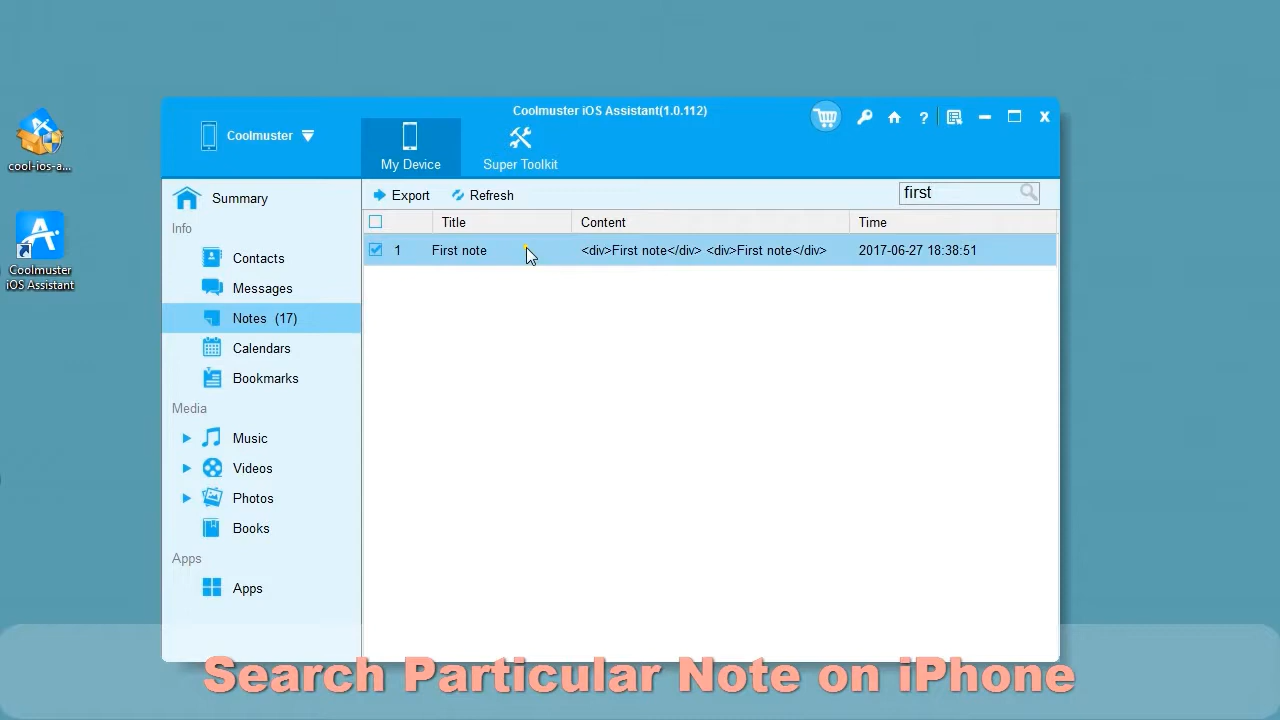 Coolmuster iOS Assistant(1.0.112)
Coolmuster
My Device
Super Toolkit
?
X
cool-ios-a...
Coolmuster
iOS Assistant
Summary
Info
Contacts
Messages
Notes (17)
Calendars
Bookmarks
Media
Music
Videos
Photos
Books
Apps
Apps
Export Refresh first
Title Content Time
1 First note <div>First note</div> <div>First note</div> 2017-06-27 18:38:51
Search Particular Note on iPhone